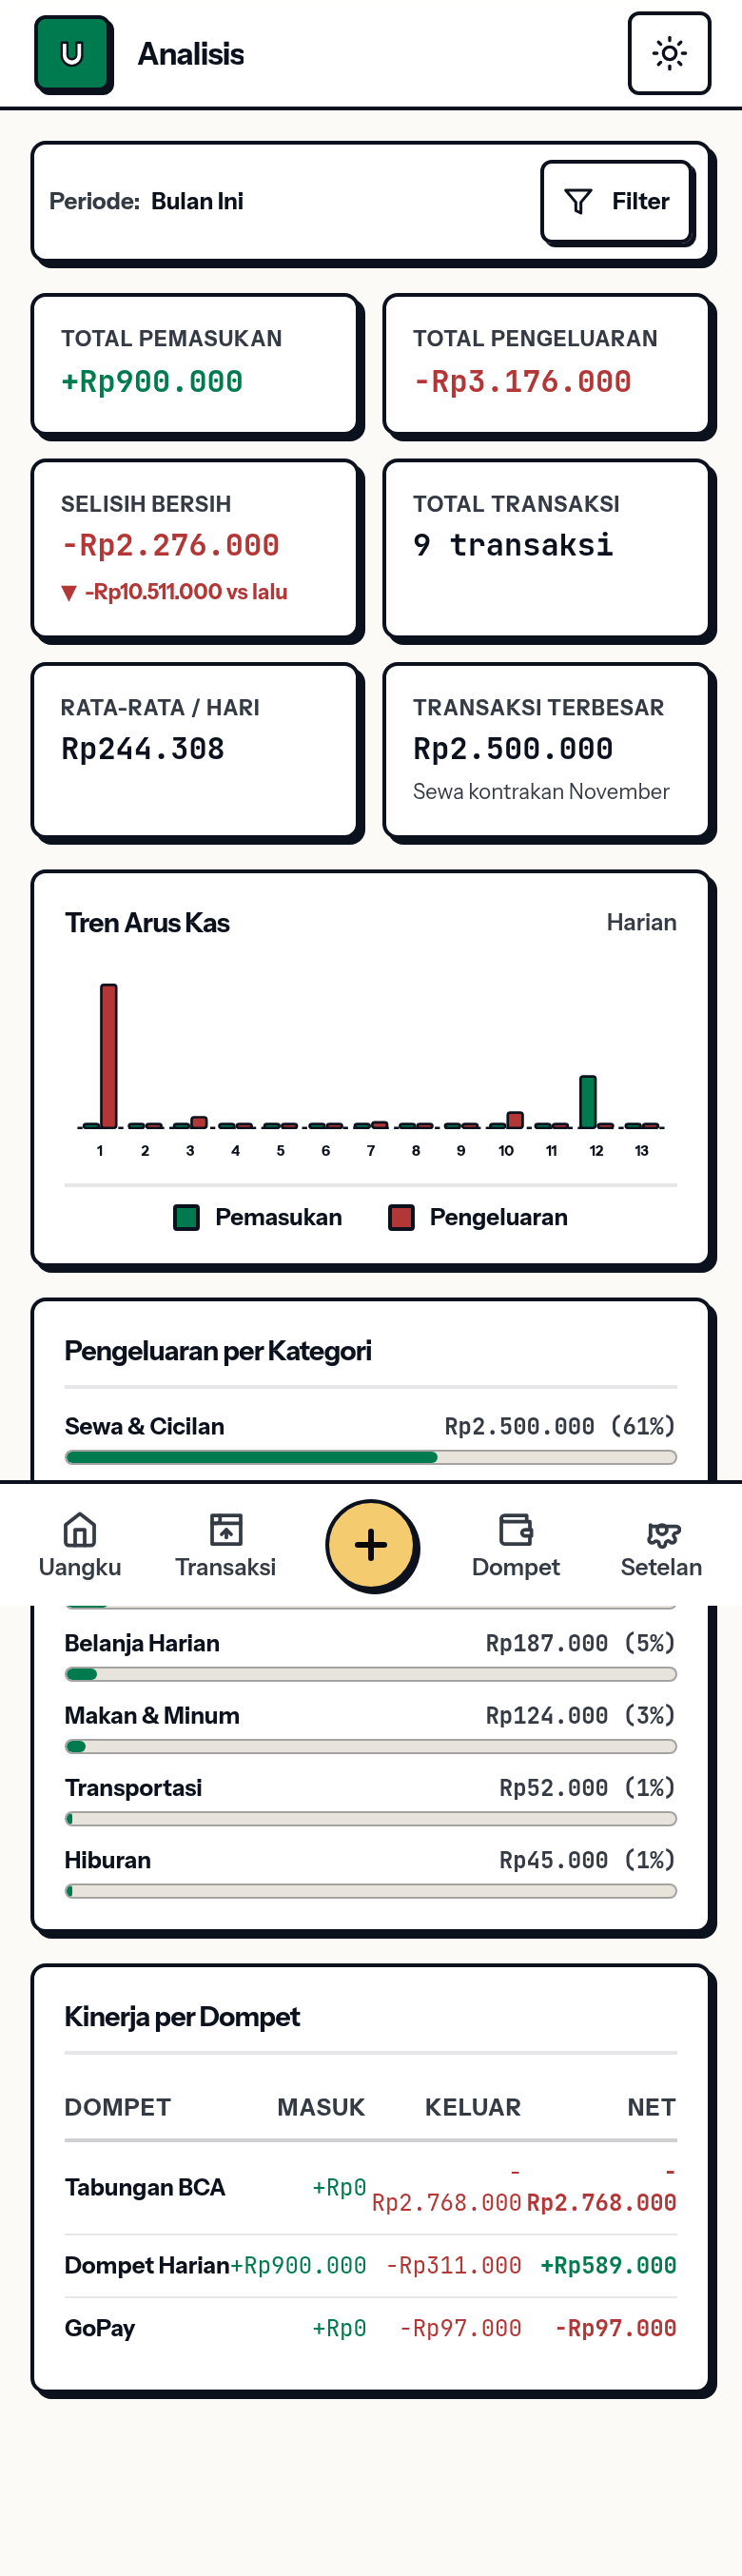 U Analisis
Periode: Bulan Ini
Filter
TOTAL PEMASUKAN
+Rp900.000
TOTAL PENGELUARAN
-Rp3.176.000
SELISIH BERSIH
-Rp2.276.000
▼ -Rp10.511.000 vs lalu
TOTAL TRANSAKSI
9 transaksi
RATA-RATA / HARI
Rp244.308
TRANSAKSI TERBESAR
Rp2.500.000
Sewa kontrakan November
Tren Arus Kas
Harian
1 2 3 4 5 6 7 8 9 10 11 12 13
Pemasukan Pengeluaran
Pengeluaran per Kategori
Sewa & Cicilan Rp2.500.000 (61%)
Uangku Transaksi + Dompet Setelan
Belanja Harian Rp187.000 (5%)
Makan & Minum Rp124.000 (3%)
Transportasi Rp52.000 (1%)
Hiburan Rp45.000 (1%)
Kinerja per Dompet
DOMPET MASUK KELUAR NET
Tabungan BCA +Rp0 -Rp2.768.000 -Rp2.768.000
Dompet Harian +Rp900.000 -Rp311.000 +Rp589.000
GoPay +Rp0 -Rp97.000 -Rp97.000